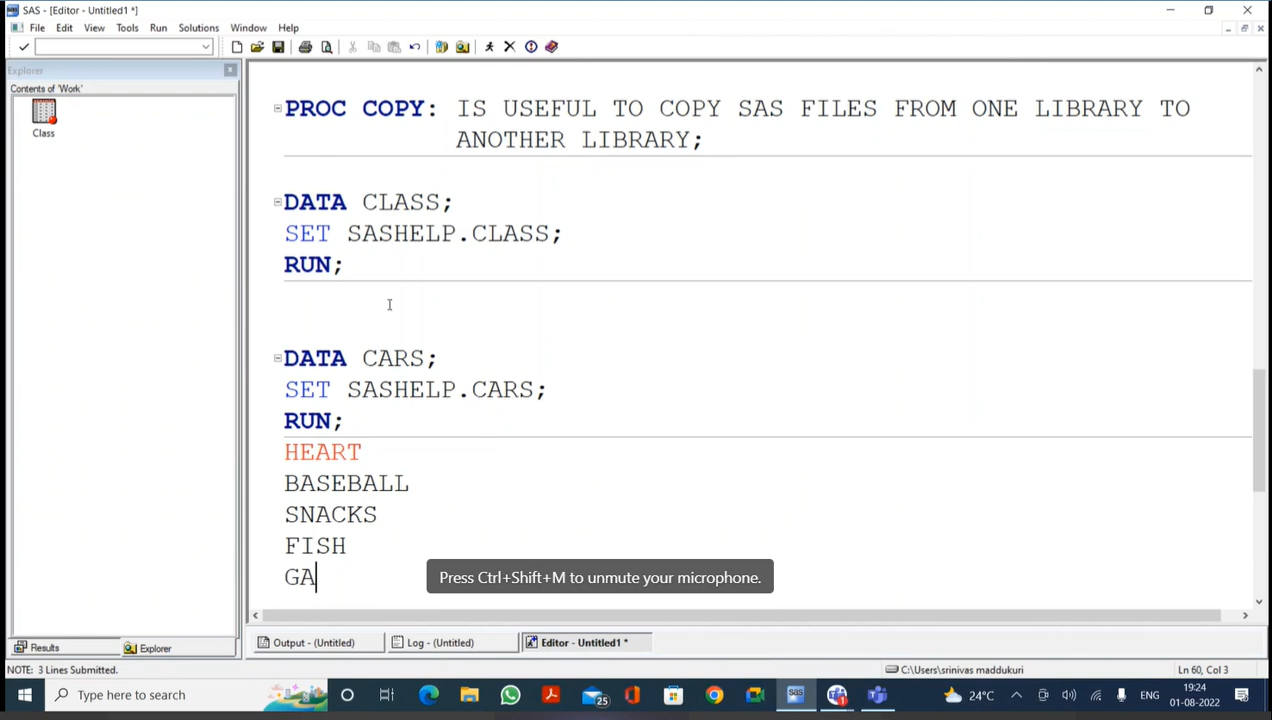 SAS - [Editor - Untitled1 *]
File Edit View Tools Run Solutions Window Help
Explorer
Contents of 'Work'
Class
PROC COPY: IS USEFUL TO COPY SAS FILES FROM ONE LIBRARY TO
ANOTHER LIBRARY;
DATA CLASS;
SET SASHELP.CLASS;
RUN;
DATA CARS;
SET SASHELP.CARS;
RUN;
HEART
BASEBALL
SNACKS
FISH
GA
Press Ctrl+Shift+M to unmute your microphone.
Results Explorer Output - (Untitled) Log - (Untitled) Editor - Untitled1 *
NOTE: 3 Lines Submitted. C:\Users\srinivas maddukuri Ln 60, Col 3
Type here to search 25 sas 1 24°C ENG 19:24
01-08-2022